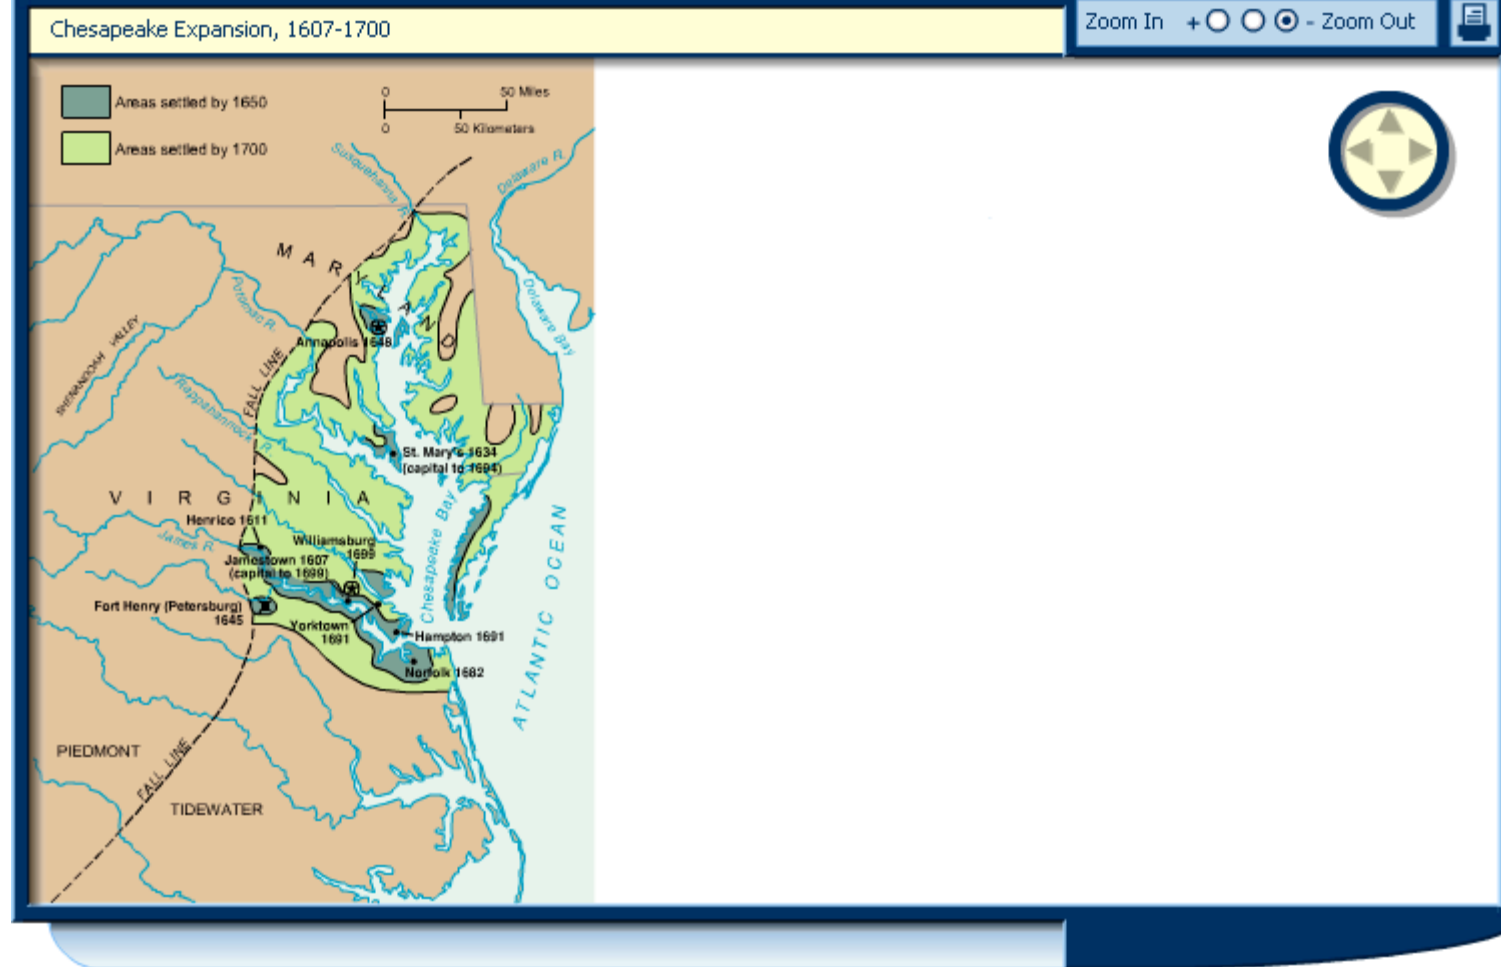 Chesapeake Expansion, 1607-1700
Zoom In + - Zoom Out
Areas settled by 1650
Areas settled by 1700
0 50 Miles
0 50 Kilometers
Susquehanna R.
Delaware R.
MARYLAND
Potomac R.
Delaware Bay
SHENANDOAH VALLEY
Annapolis 1648
FALL LINE
Rappahannock R.
St. Mary's 1634
(capital to 1694)
VIRGINIA
Henrico 1611
James R.
Williamsburg
1699
Jamestown 1607
(capital to 1699)
Chesapeake Bay
ATLANTIC OCEAN
Fort Henry (Petersburg)
1645
Yorktown
1691
Hampton 1691
Norfolk 1682
PIEDMONT
FALL LINE
TIDEWATER